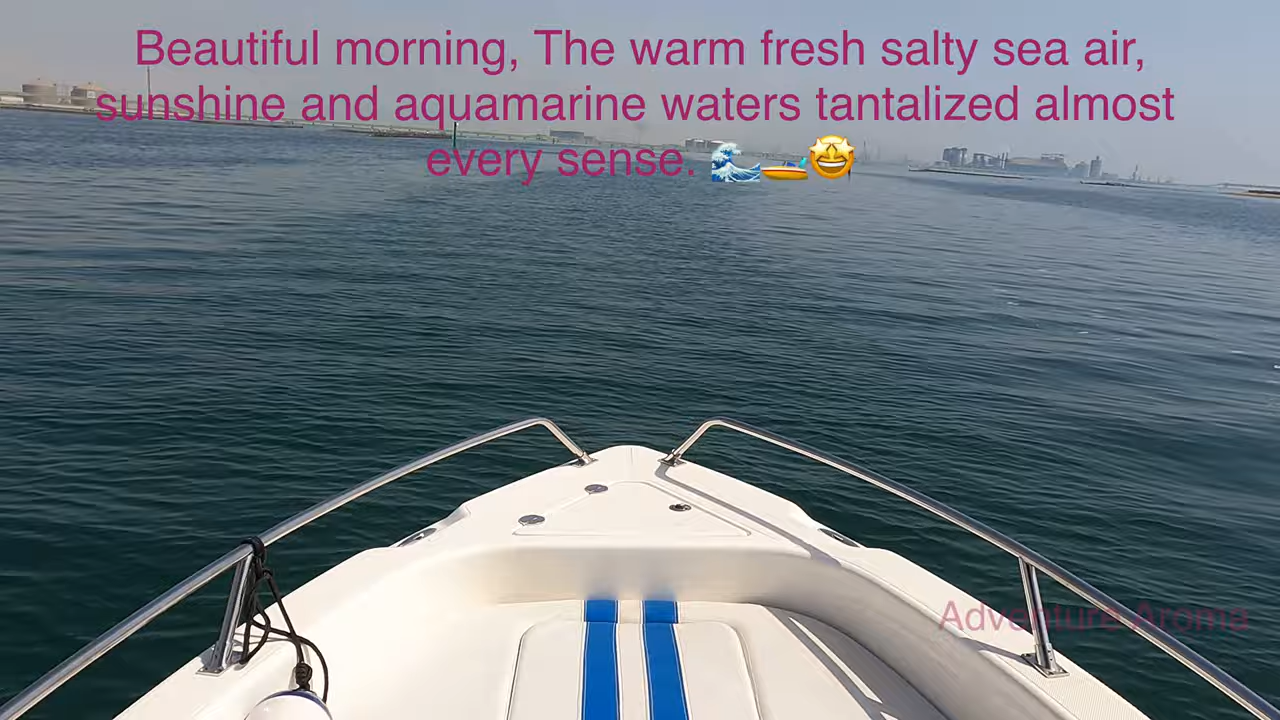 Beautiful morning, The warm fresh salty sea air,
sunshine and aquamarine waters tantalized almost
every sense. 🌊🚤🤩
Adventure Aroma